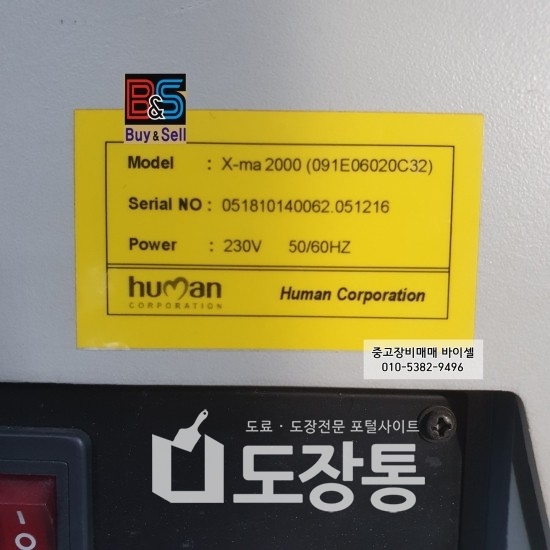 B&S
Buy & Sell
Model : X-ma 2000 (091E06020C32)
Serial NO : 051810140062.051216
Power : 230V 50/60HZ
human
CORPORATION
Human Corporation
중고장비매매 바이셀
010-5382-9496
도료 · 도장전문 포털사이트
도장통